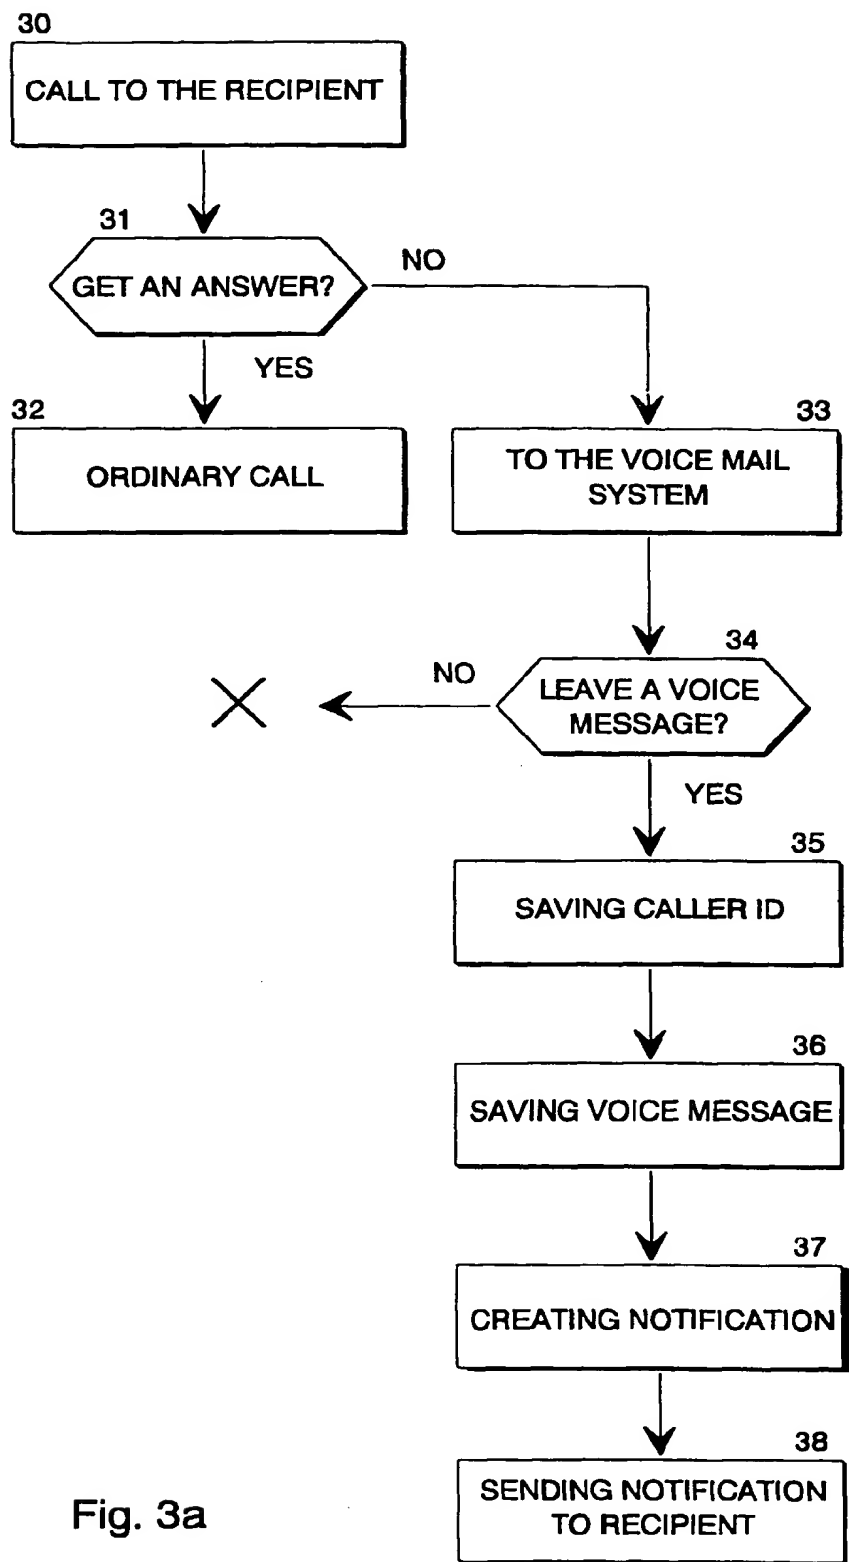 30
CALL TO THE RECIPIENT
31
GET AN ANSWER?
NO
YES
32
ORDINARY CALL
33
TO THE VOICE MAIL
SYSTEM
34
LEAVE A VOICE
MESSAGE?
NO
YES
35
SAVING CALLER ID
36
SAVING VOICE MESSAGE
37
CREATING NOTIFICATION
38
SENDING NOTIFICATION
TO RECIPIENT
Fig. 3a